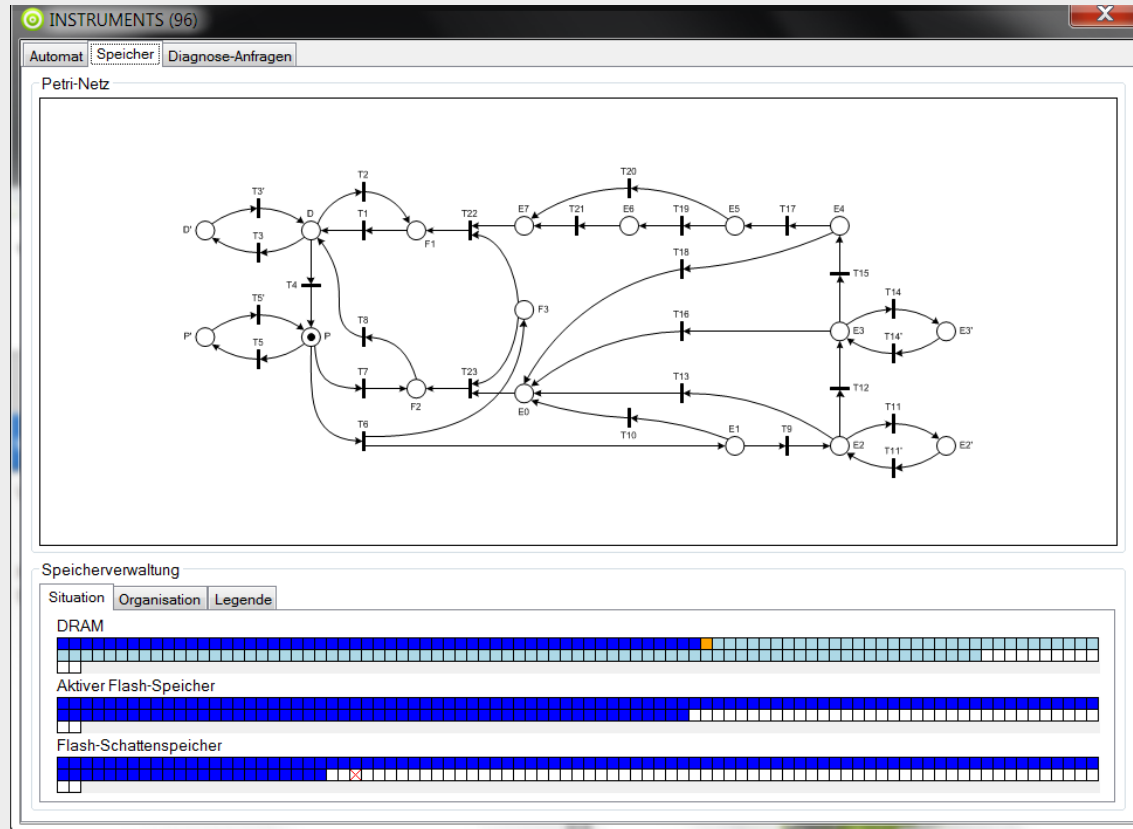 INSTRUMENTS (96)
X
Automat Speicher Diagnose-Anfragen
Petri-Netz
T20
T2
T3'
D
T1
T22
E7
T21
E6
T19
E5
T17
E4
D'
T3
F1
T18
T15
T4
T5'
F3
T14
P'
P
T8
T16
E3
E3'
T5
T14'
T7
T23
T13
T12
F2
E0
T11
T6
T10
E1
T9
E2
E2'
T11'
Speicherverwaltung
Situation Organisation Legende
DRAM
Aktiver Flash-Speicher
Flash-Schattenspeicher